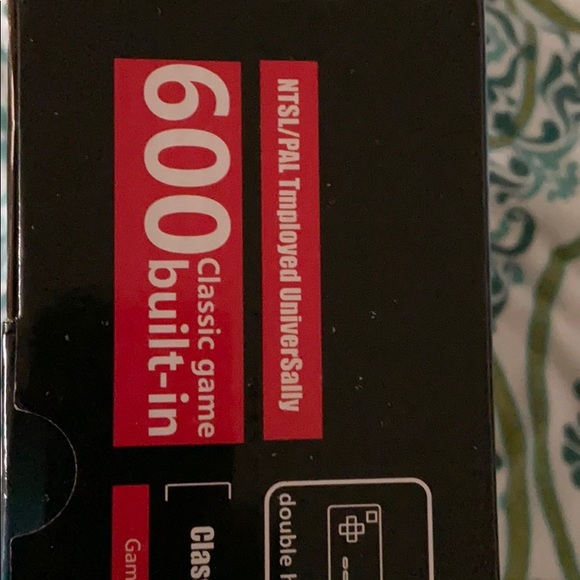 NTSL/PAL Tmployed UniverSally
600 Classic game
built-in
double
Clas
Gam